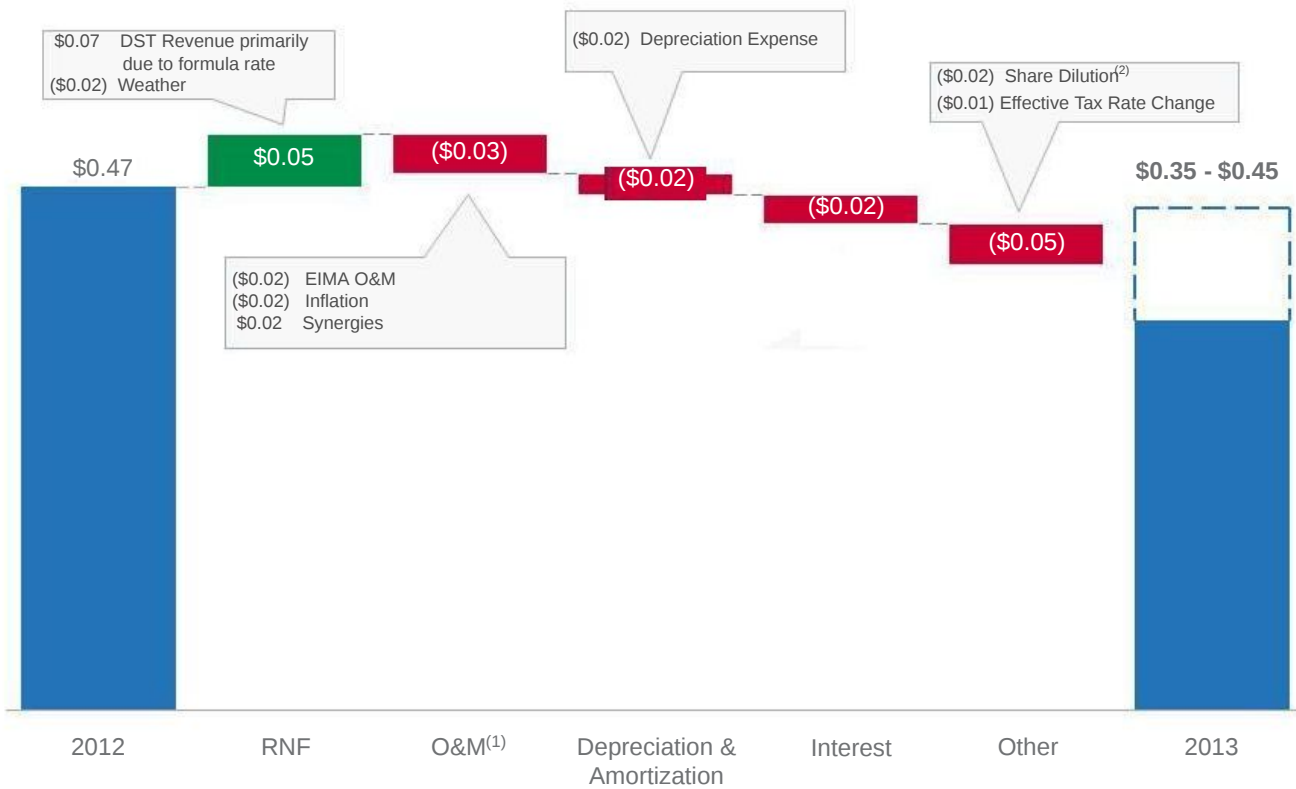 $0.07 DST Revenue primarily
due to formula rate
($0.02) Weather
($0.02) Depreciation Expense
($0.02) Share Dilution(2)
($0.01) Effective Tax Rate Change
$0.47
$0.05
($0.03)
($0.02)
($0.02)
($0.05)
$0.35 - $0.45
($0.02) EIMA O&M
($0.02) Inflation
$0.02 Synergies
2012
RNF
O&M(1)
Depreciation &
Amortization
Interest
Other
2013